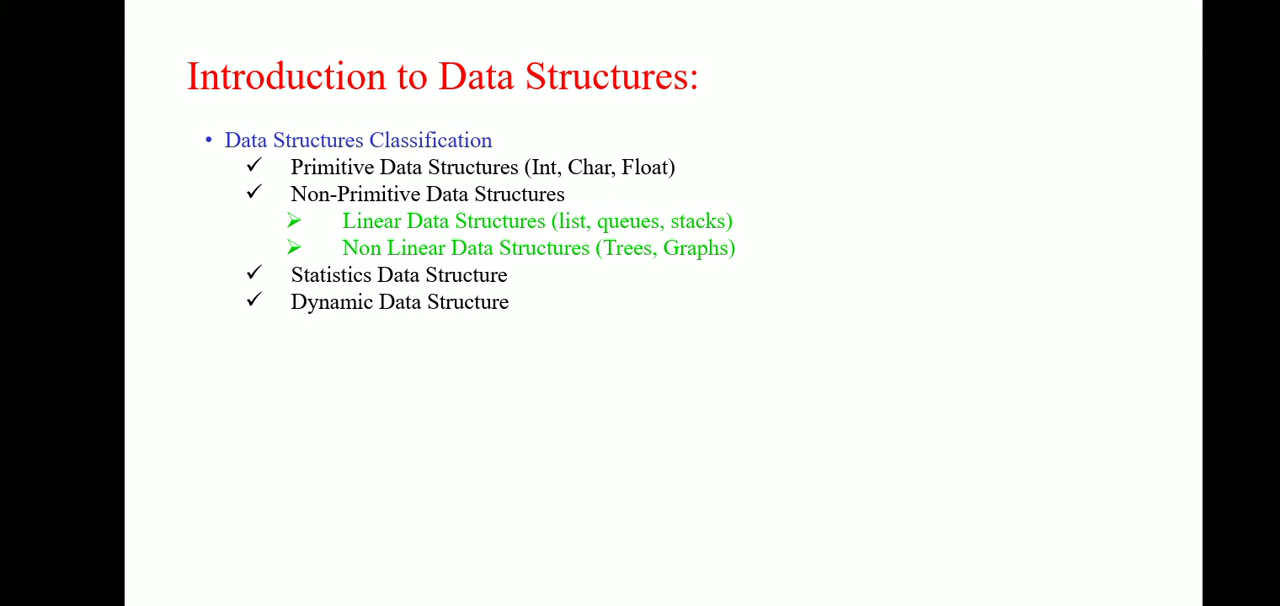 Introduction to Data Structures:
• Data Structures Classification
✓ Primitive Data Structures (Int, Char, Float)
✓ Non-Primitive Data Structures
➢ Linear Data Structures (list, queues, stacks)
➢ Non Linear Data Structures (Trees, Graphs)
✓ Statistics Data Structure
✓ Dynamic Data Structure